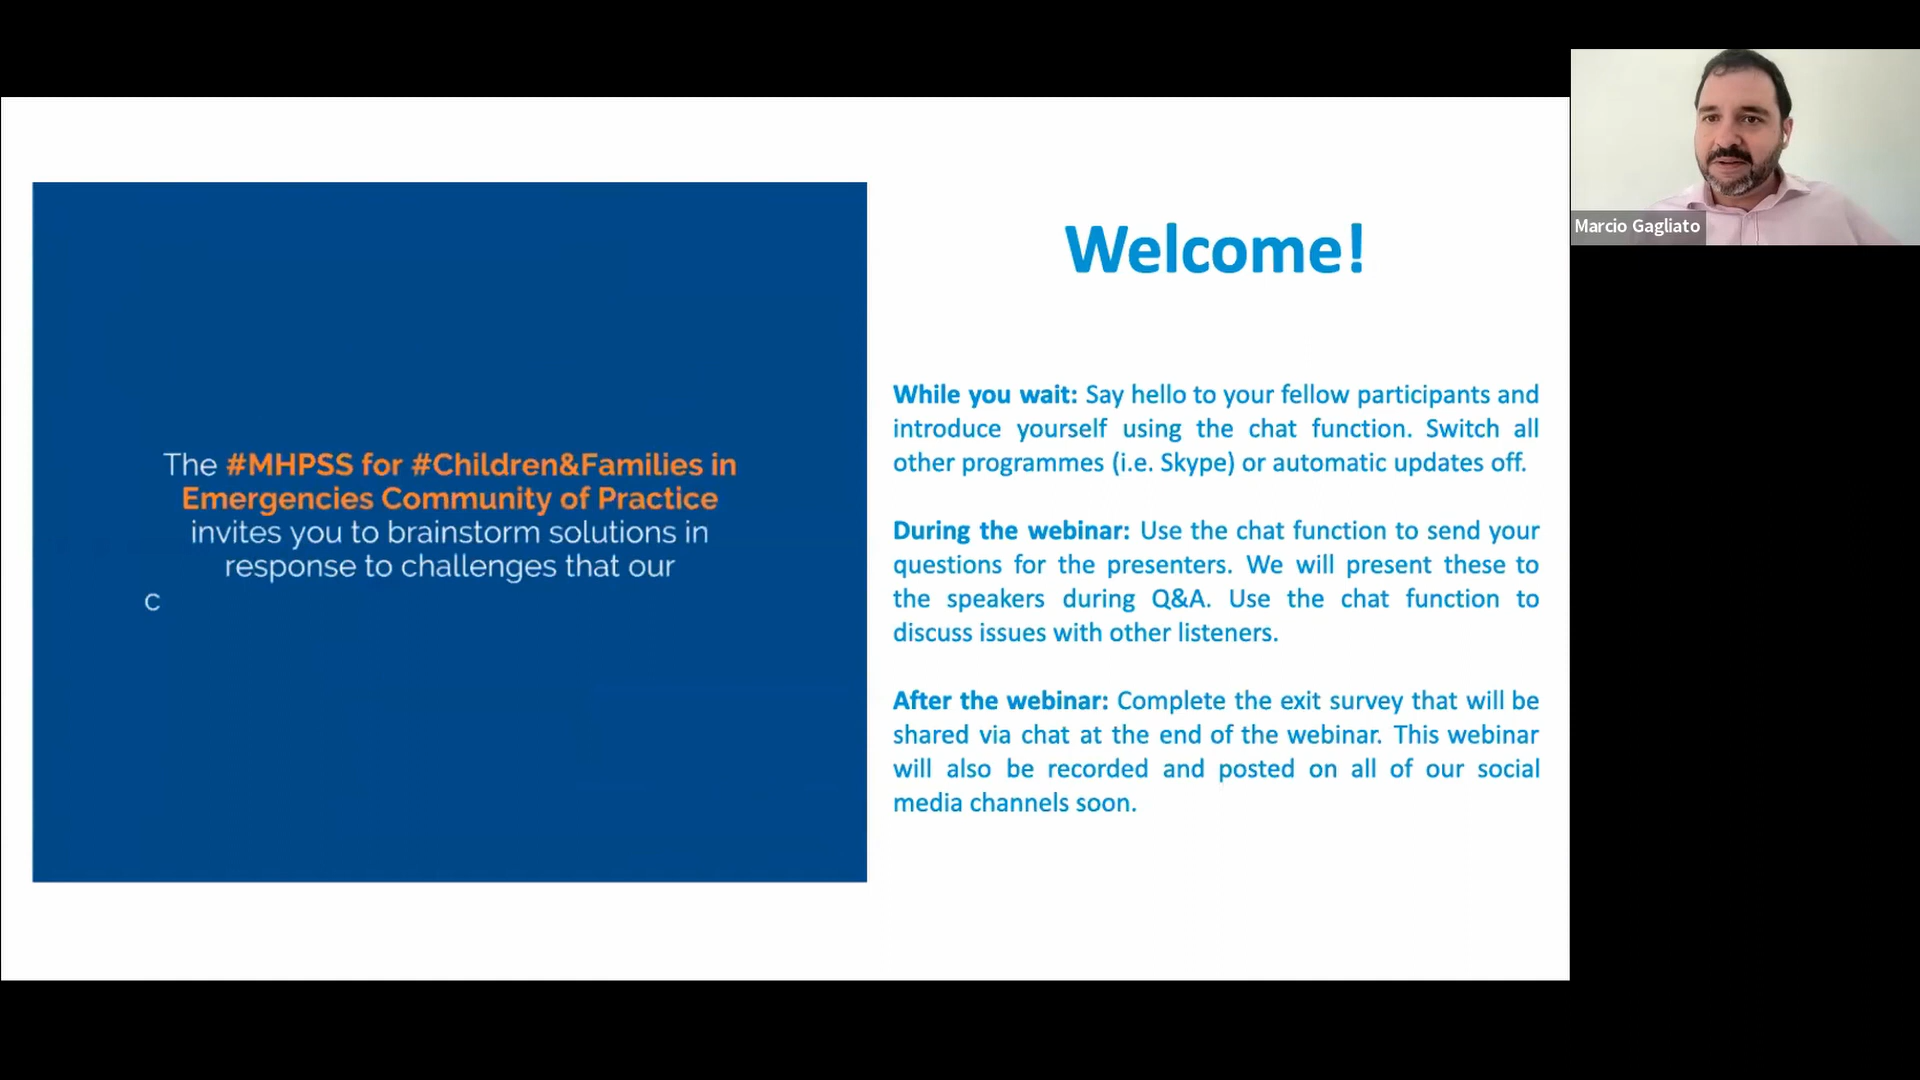 The #MHPSS for #Children&Families in
Emergencies Community of Practice
invites you to brainstorm solutions in
response to challenges that our
c
Welcome!
While you wait: Say hello to your fellow participants and
introduce yourself using the chat function. Switch all
other programmes (i.e. Skype) or automatic updates off.
During the webinar: Use the chat function to send your
questions for the presenters. We will present these to
the speakers during Q&A. Use the chat function to
discuss issues with other listeners.
After the webinar: Complete the exit survey that will be
shared via chat at the end of the webinar. This webinar
will also be recorded and posted on all of our social
media channels soon.
Marcio Gagliato